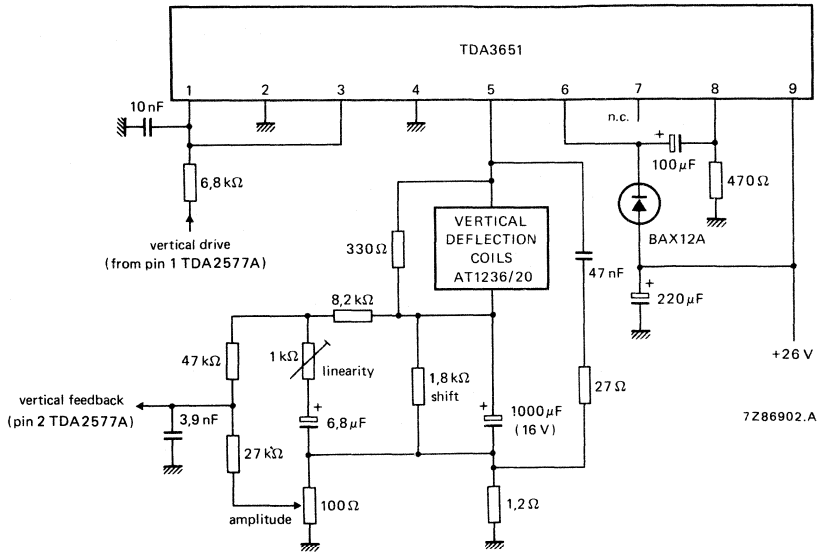 TDA3651
1 2 3 4 5 6 7 8 9
10 nF
n.c.
+
100 μF
6,8 kΩ
470 Ω
vertical drive
(from pin 1 TDA2577A)
VERTICAL
DEFLECTION
COILS
AT1236/20
BAX12A
330 Ω
47 nF
+
220 μF
8,2 kΩ
+26 V
47 kΩ
1 kΩ
linearity
1,8 kΩ
shift
27 Ω
vertical feedback
(pin 2 TDA2577A)
3,9 nF
+
6,8 μF
+
1000 μF
(16 V)
7Z86902.A
27 kΩ
amplitude
100 Ω
1,2 Ω